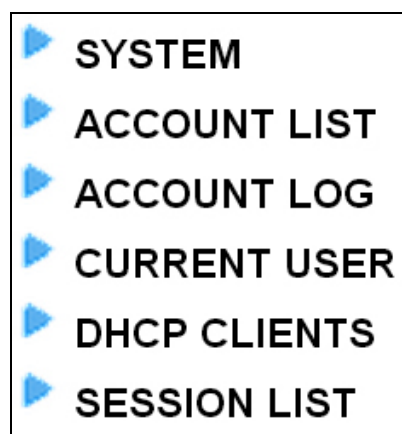 SYSTEM
ACCOUNT LIST
ACCOUNT LOG
CURRENT USER
DHCP CLIENTS
SESSION LIST